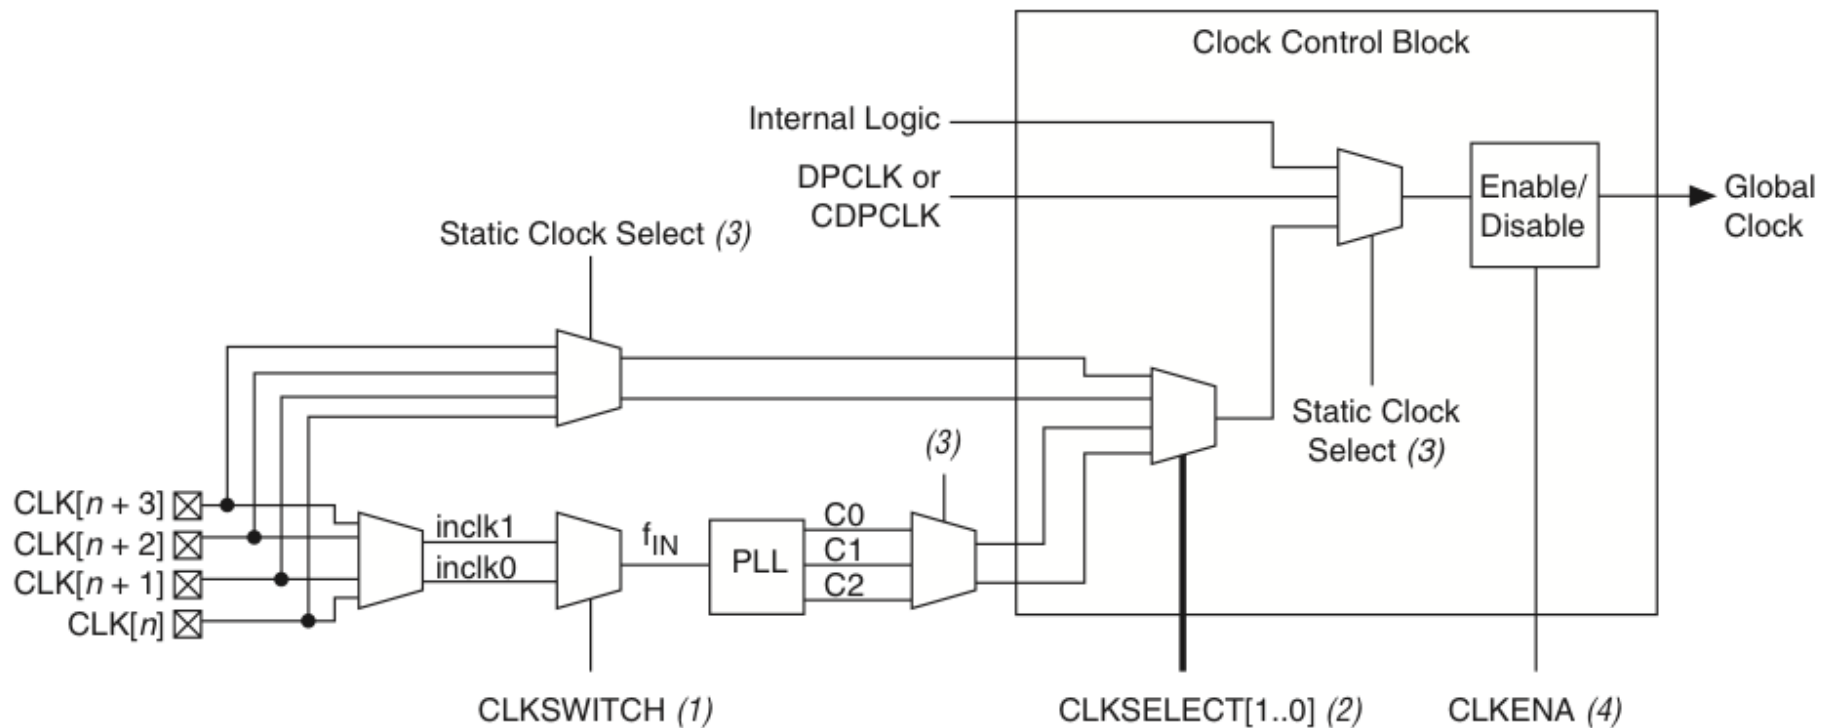 Clock Control Block
Internal Logic
DPCLK or
CDPCLK
Enable/
Disable
Global
Clock
Static Clock Select (3)
Static Clock
Select (3)
(3)
CLK[n + 3]
CLK[n + 2]
CLK[n + 1]
CLK[n]
inclk1
inclk0
fIN
PLL
C0
C1
C2
CLKSWITCH (1)
CLKSELECT[1..0] (2)
CLKENA (4)